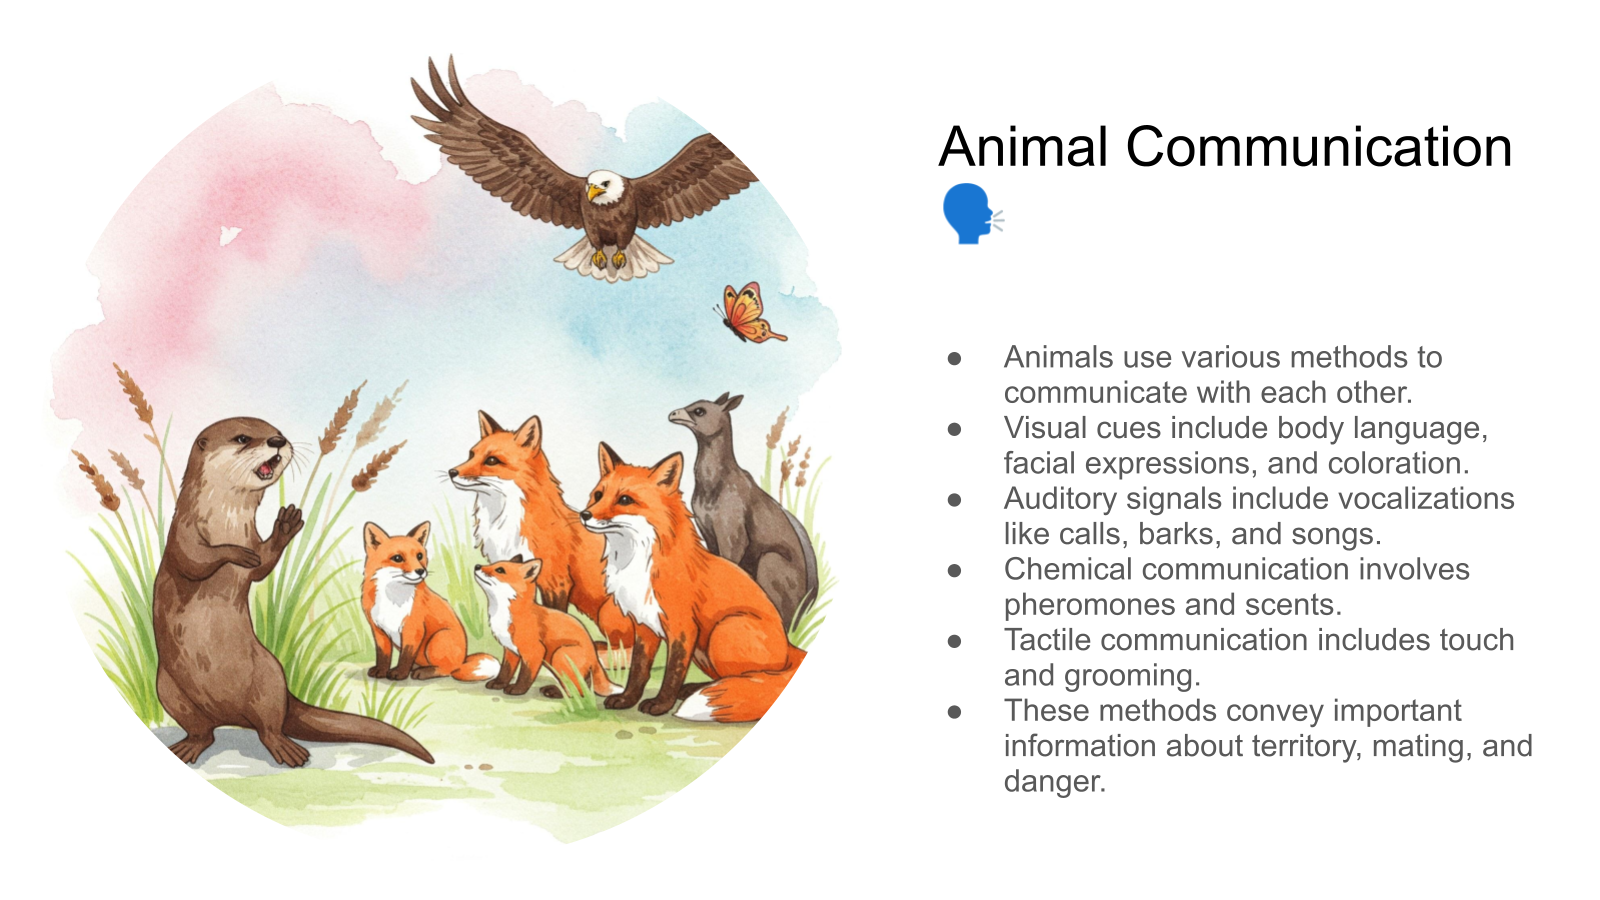 Animal Communication
🗣
● Animals use various methods to
communicate with each other.
● Visual cues include body language,
facial expressions, and coloration.
● Auditory signals include vocalizations
like calls, barks, and songs.
● Chemical communication involves
pheromones and scents.
● Tactile communication includes touch
and grooming.
● These methods convey important
information about territory, mating, and
danger.